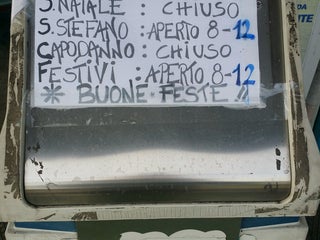 S. NATALE : CHIUSO
S. STEFANO : APERTO 8-12
CAPODANNO : CHIUSO
FESTIVI : APERTO 8-12
* BUONE FESTE !!